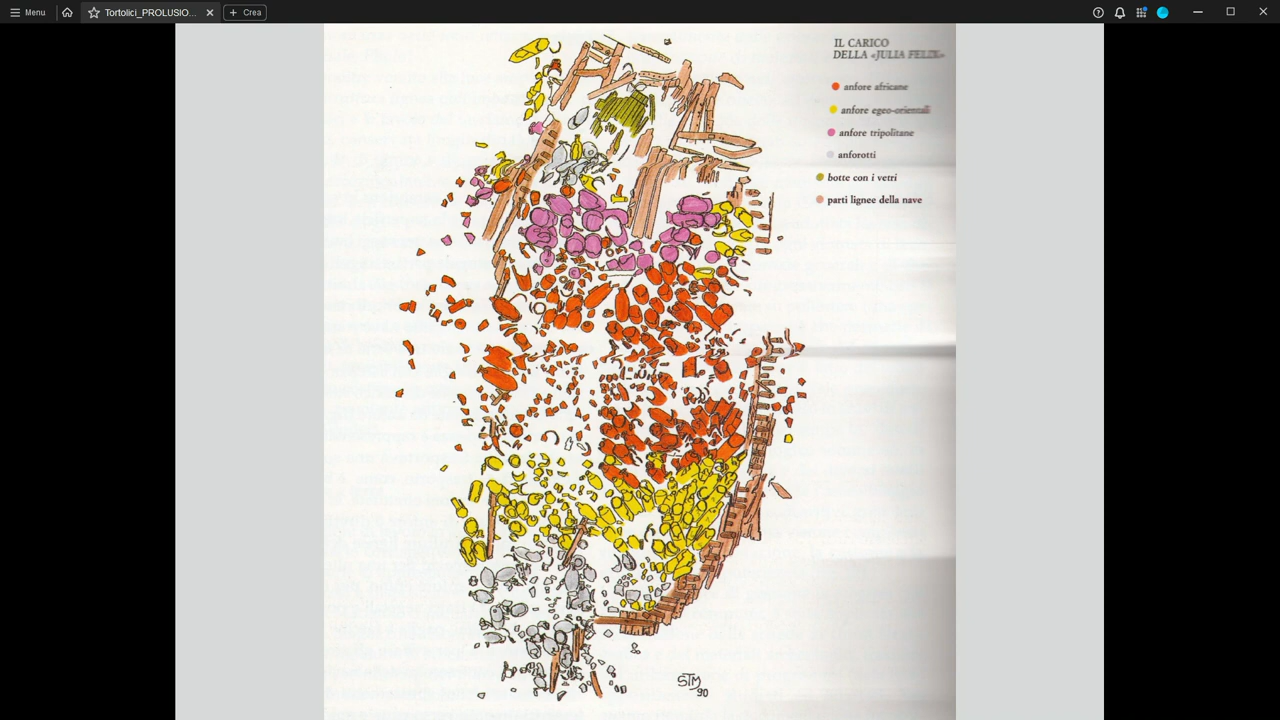 Menu
Tortolici_PROLUSIO...
Crea
IL CARICO
DELLA «JULIA FELIX»
anfore africane
anfore egeo-orientali
anfore tripolitane
anforotti
botte con i vetri
parti lignee della nave
STM
90